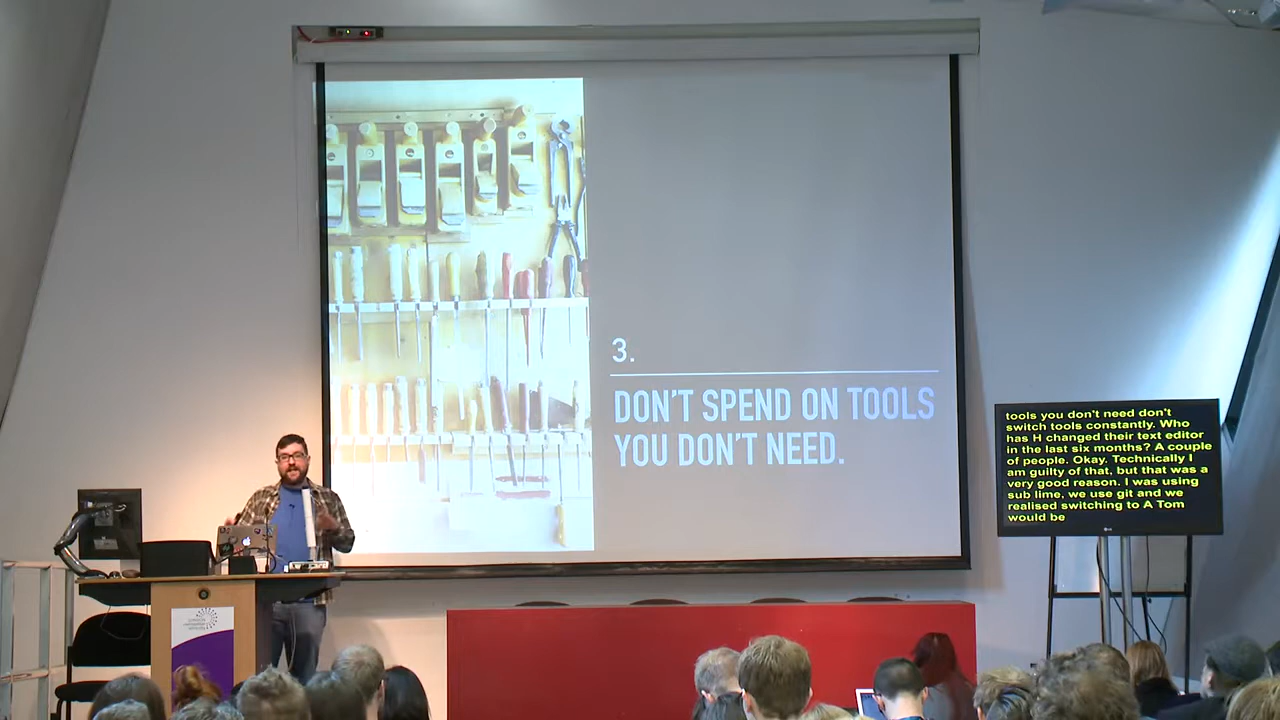 3.
DON'T SPEND ON TOOLS
YOU DON'T NEED.
tools you don't need don't
switch tools constantly. Who
has H changed their text editor
in the last six months? A couple
of people. Okay. Technically I
am guilty of that, but that was a
very good reason. I was using
sub lime, we use git and we
realised switching to A Tom
would be